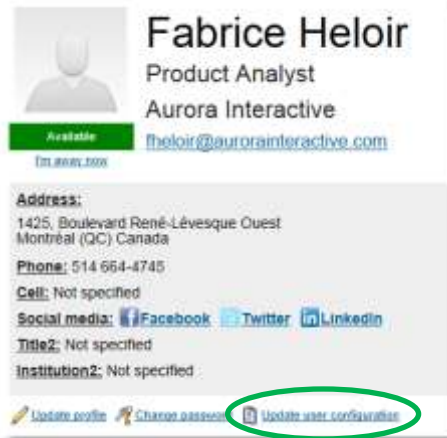 Fabrice Heloir
Product Analyst
Aurora Interactive
fheloir@aurorainteractive.com
Available
I'm away now
Address:
1425, Boulevard René-Lévesque Ouest
Montréal (QC) Canada
Phone: 514 664-4745
Cell: Not specified
Social media: Facebook Twitter LinkedIn
Title2: Not specified
Institution2: Not specified
Update profile Change password Update user configuration